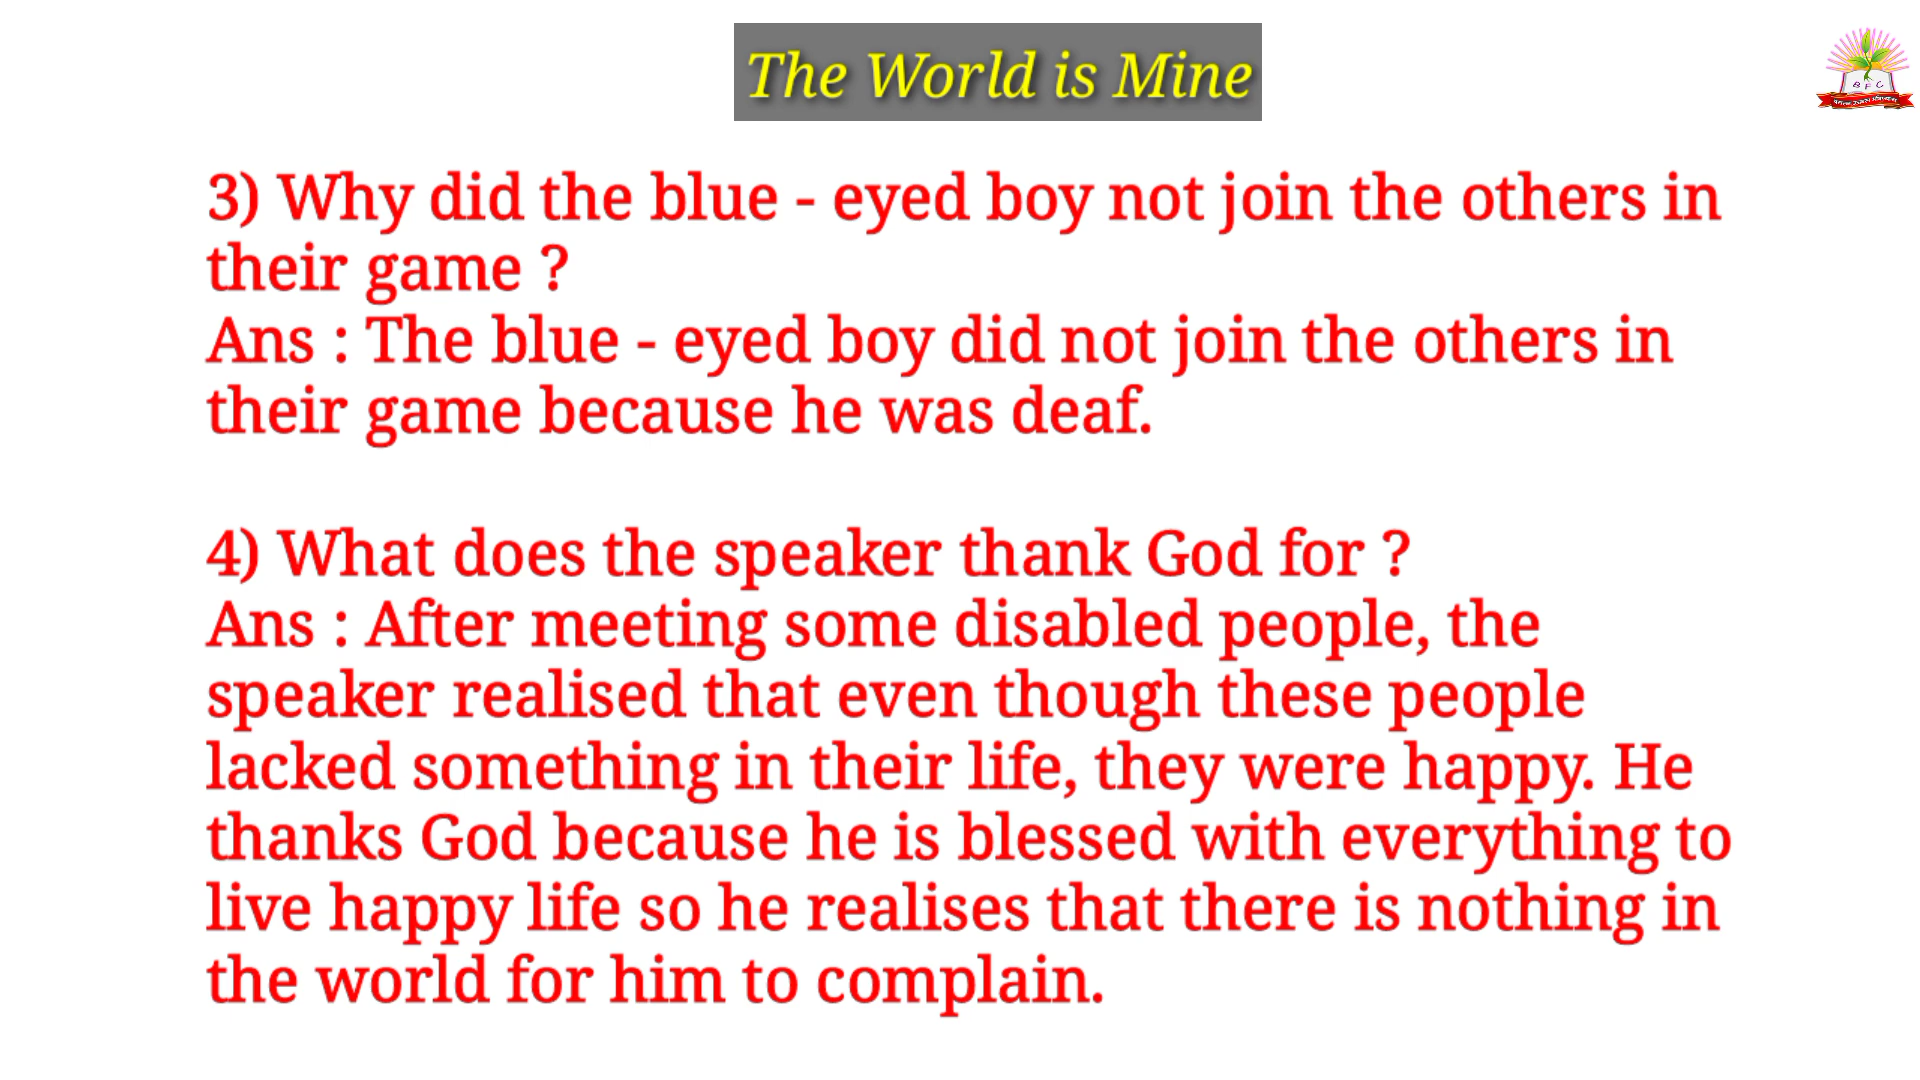 The World is Mine
B F C
3) Why did the blue - eyed boy not join the others in
their game ?
Ans : The blue - eyed boy did not join the others in
their game because he was deaf.
4) What does the speaker thank God for ?
Ans : After meeting some disabled people, the
speaker realised that even though these people
lacked something in their life, they were happy. He
thanks God because he is blessed with everything to
live happy life so he realises that there is nothing in
the world for him to complain.